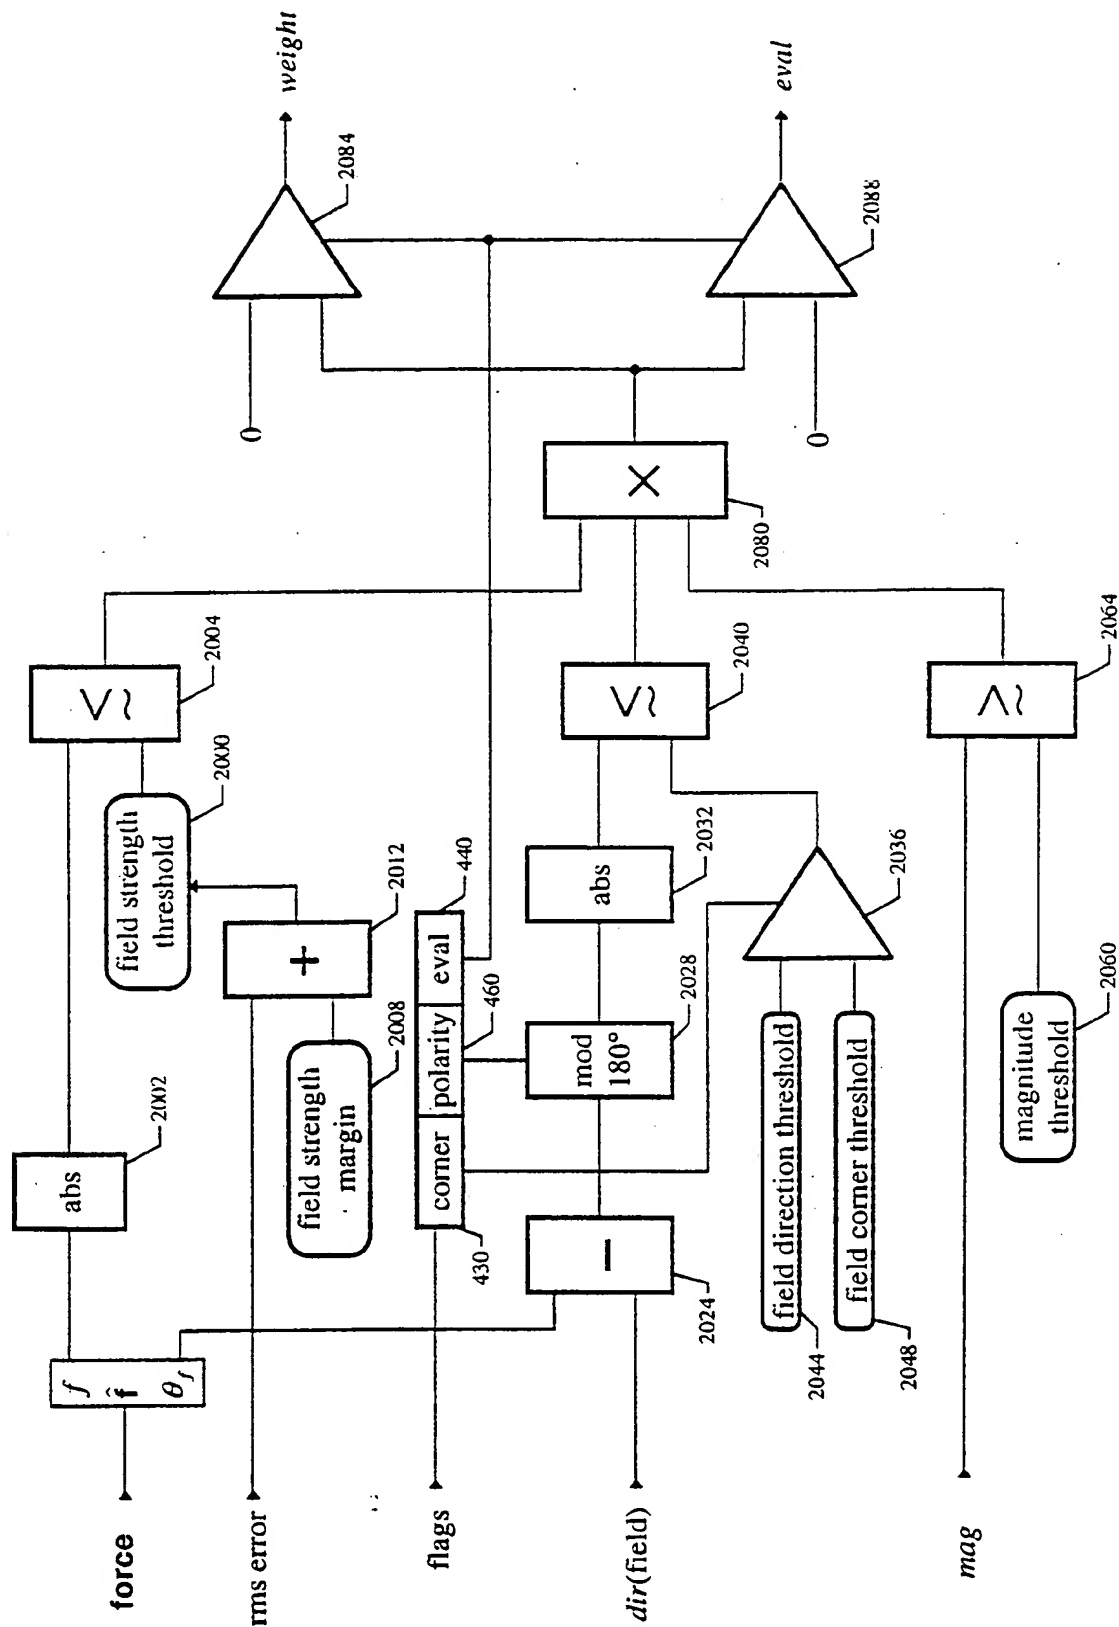 force
f
f̂
θf
abs
2002
field strength
threshold
2000
<~
2004
rms error
field strength
margin
2008
+
2012
flags
corner
polarity
eval
430
460
440
dir(field)
−
2024
mod
180°
2028
abs
2032
<~
2040
field direction threshold
2044
field corner threshold
2048
2036
mag
magnitude
threshold
2060
>~
2064
×
2080
0
2084
weight
0
2088
eval